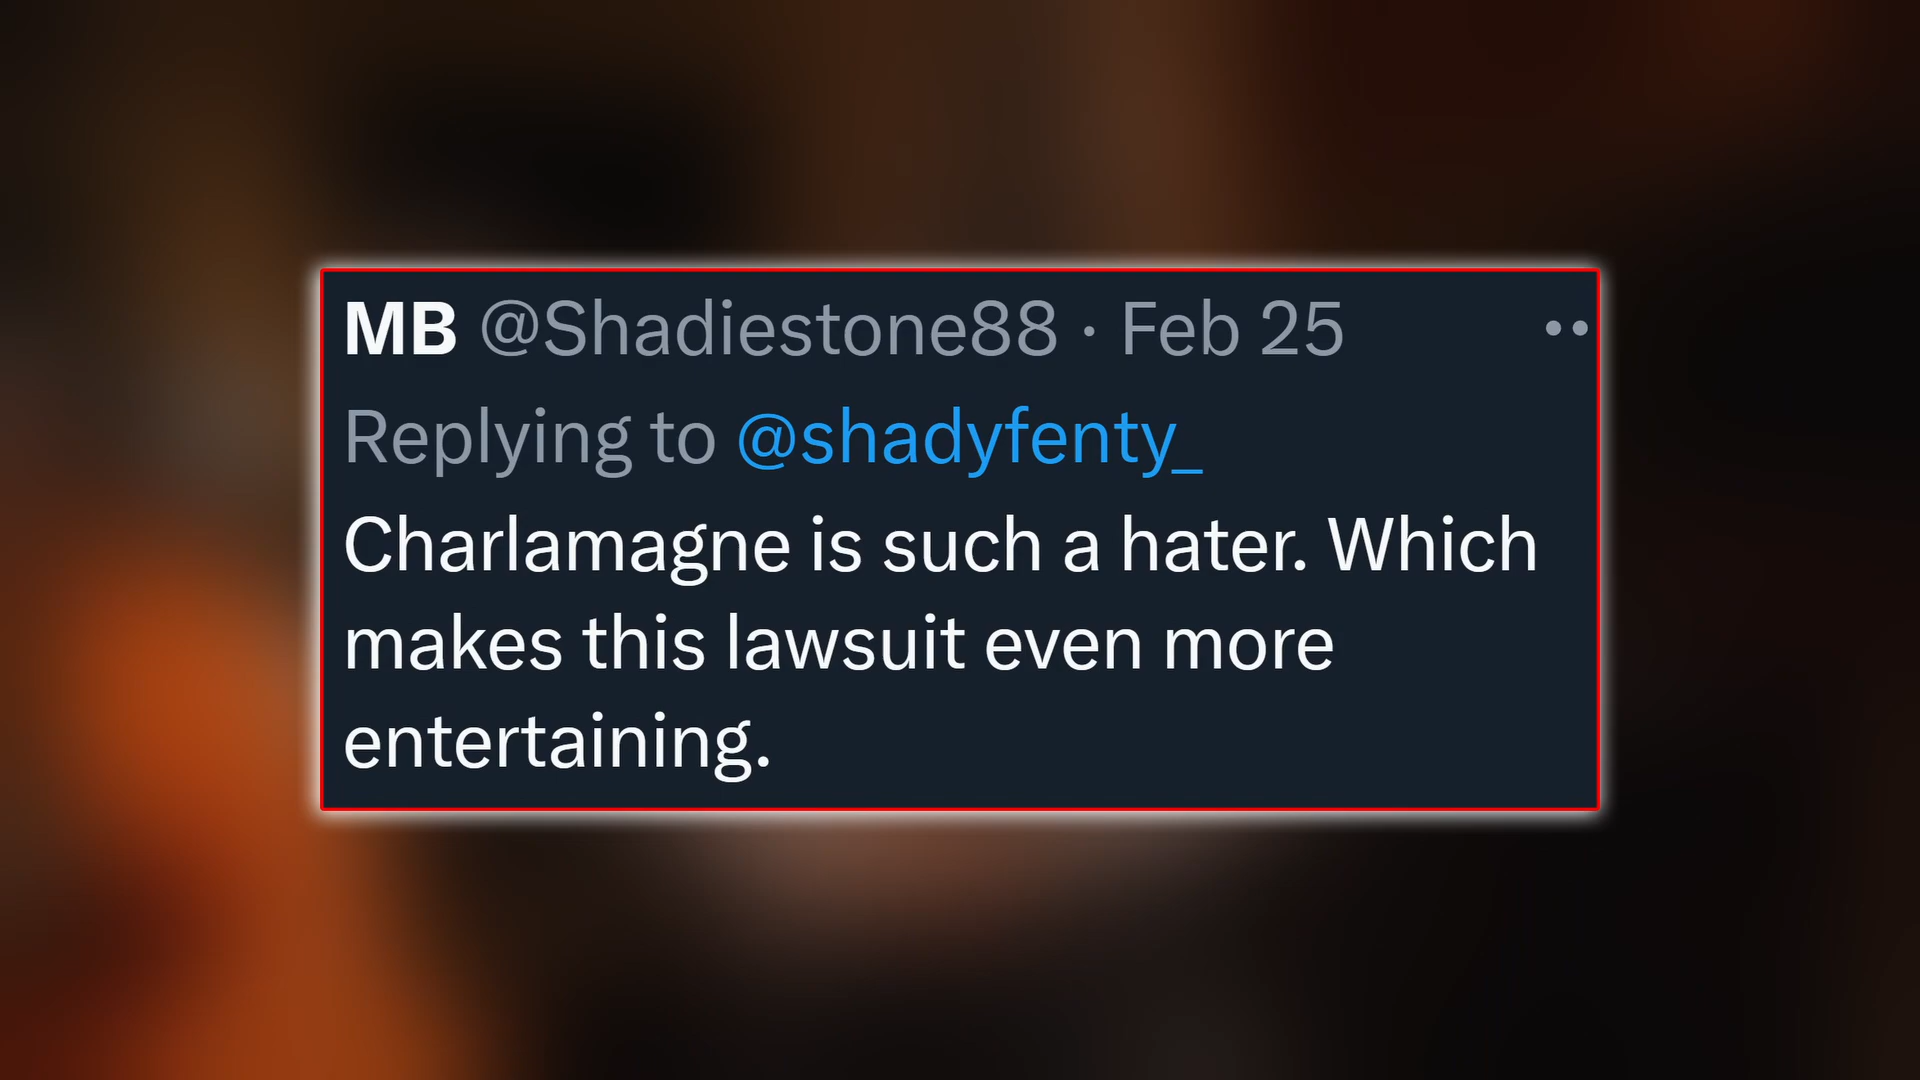 MB @Shadiestone88 · Feb 25
Replying to @shadyfenty_
Charlamagne is such a hater. Which
makes this lawsuit even more
entertaining.